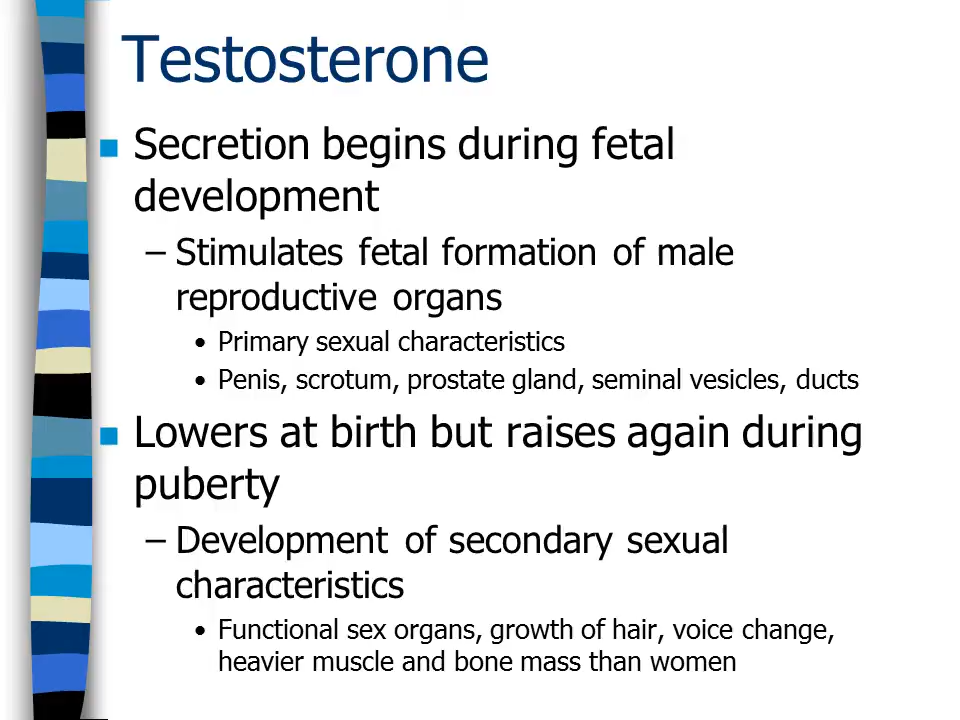 Testosterone
■ Secretion begins during fetal
development
– Stimulates fetal formation of male
reproductive organs
• Primary sexual characteristics
• Penis, scrotum, prostate gland, seminal vesicles, ducts
■ Lowers at birth but raises again during
puberty
– Development of secondary sexual
characteristics
• Functional sex organs, growth of hair, voice change,
heavier muscle and bone mass than women